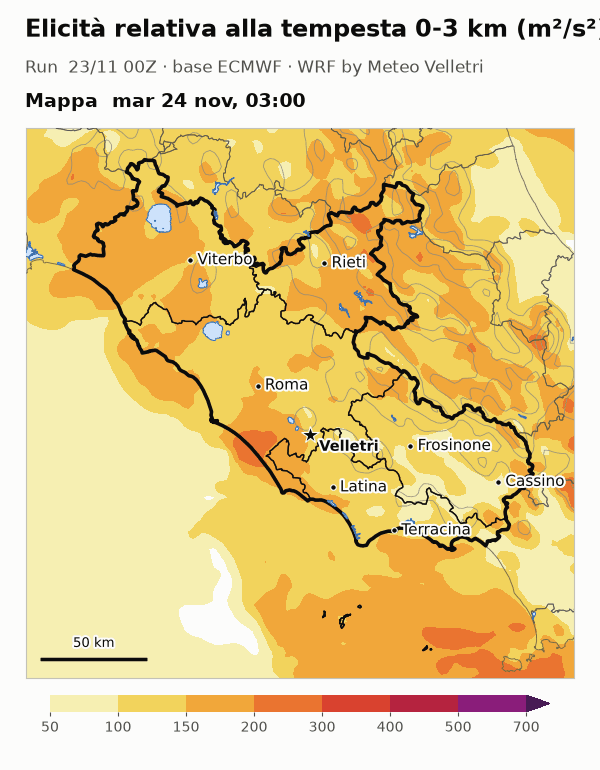 Elicità relativa alla tempesta 0-3 km (m²/s²)
Run 23/11 00Z · base ECMWF · WRF by Meteo Velletri
Mappa mar 24 nov, 03:00
Viterbo
Rieti
Roma
Velletri
Frosinone
Cassino
Latina
Terracina
50 km
50 100 150 200 300 400 500 700